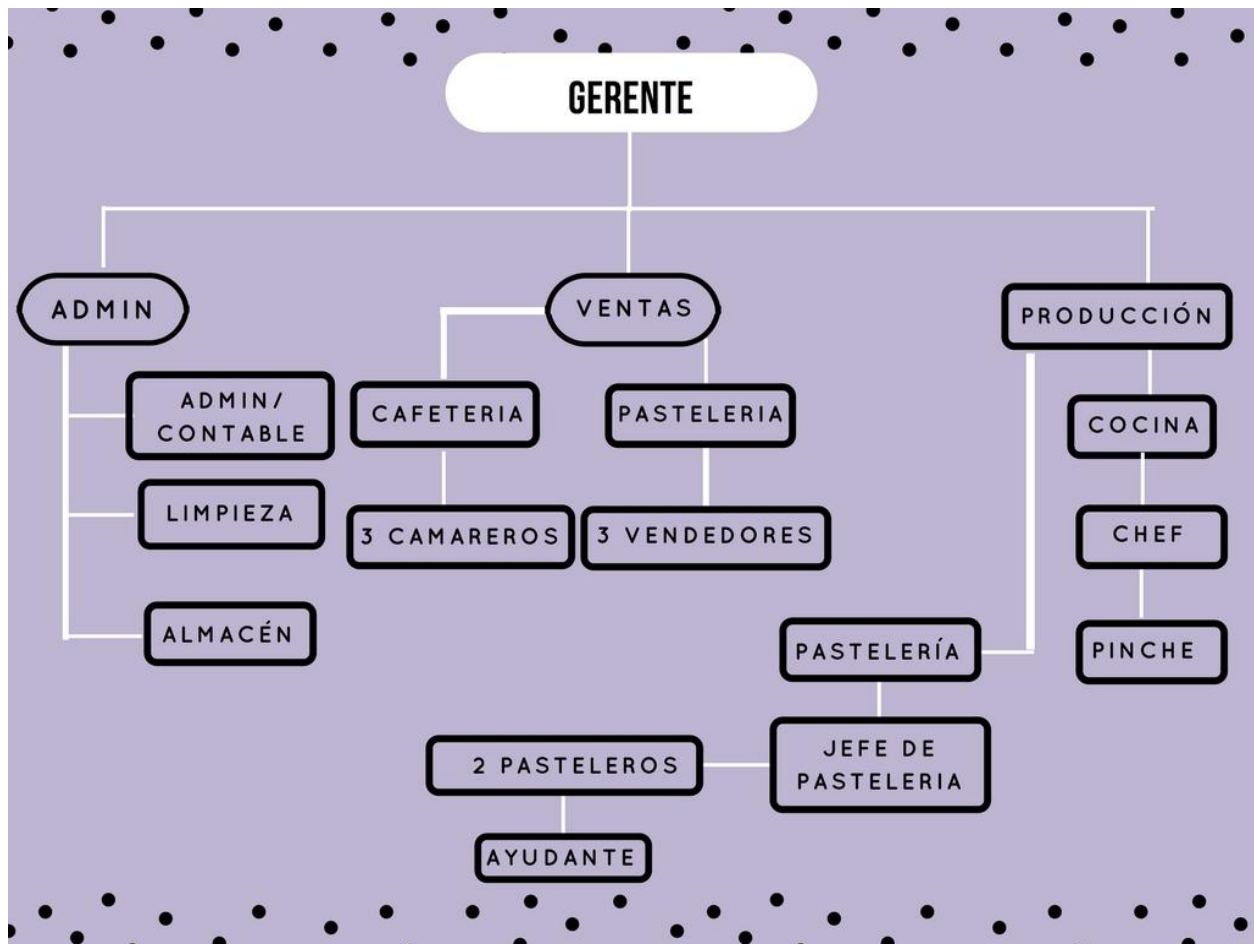 GERENTE
ADMIN
VENTAS
PRODUCCIÓN
ADMIN/
CONTABLE
LIMPIEZA
ALMACÉN
CAFETERIA
3 CAMAREROS
PASTELERIA
3 VENDEDORES
COCINA
CHEF
PINCHE
PASTELERÍA
JEFE DE
PASTELERIA
2 PASTELEROS
AYUDANTE